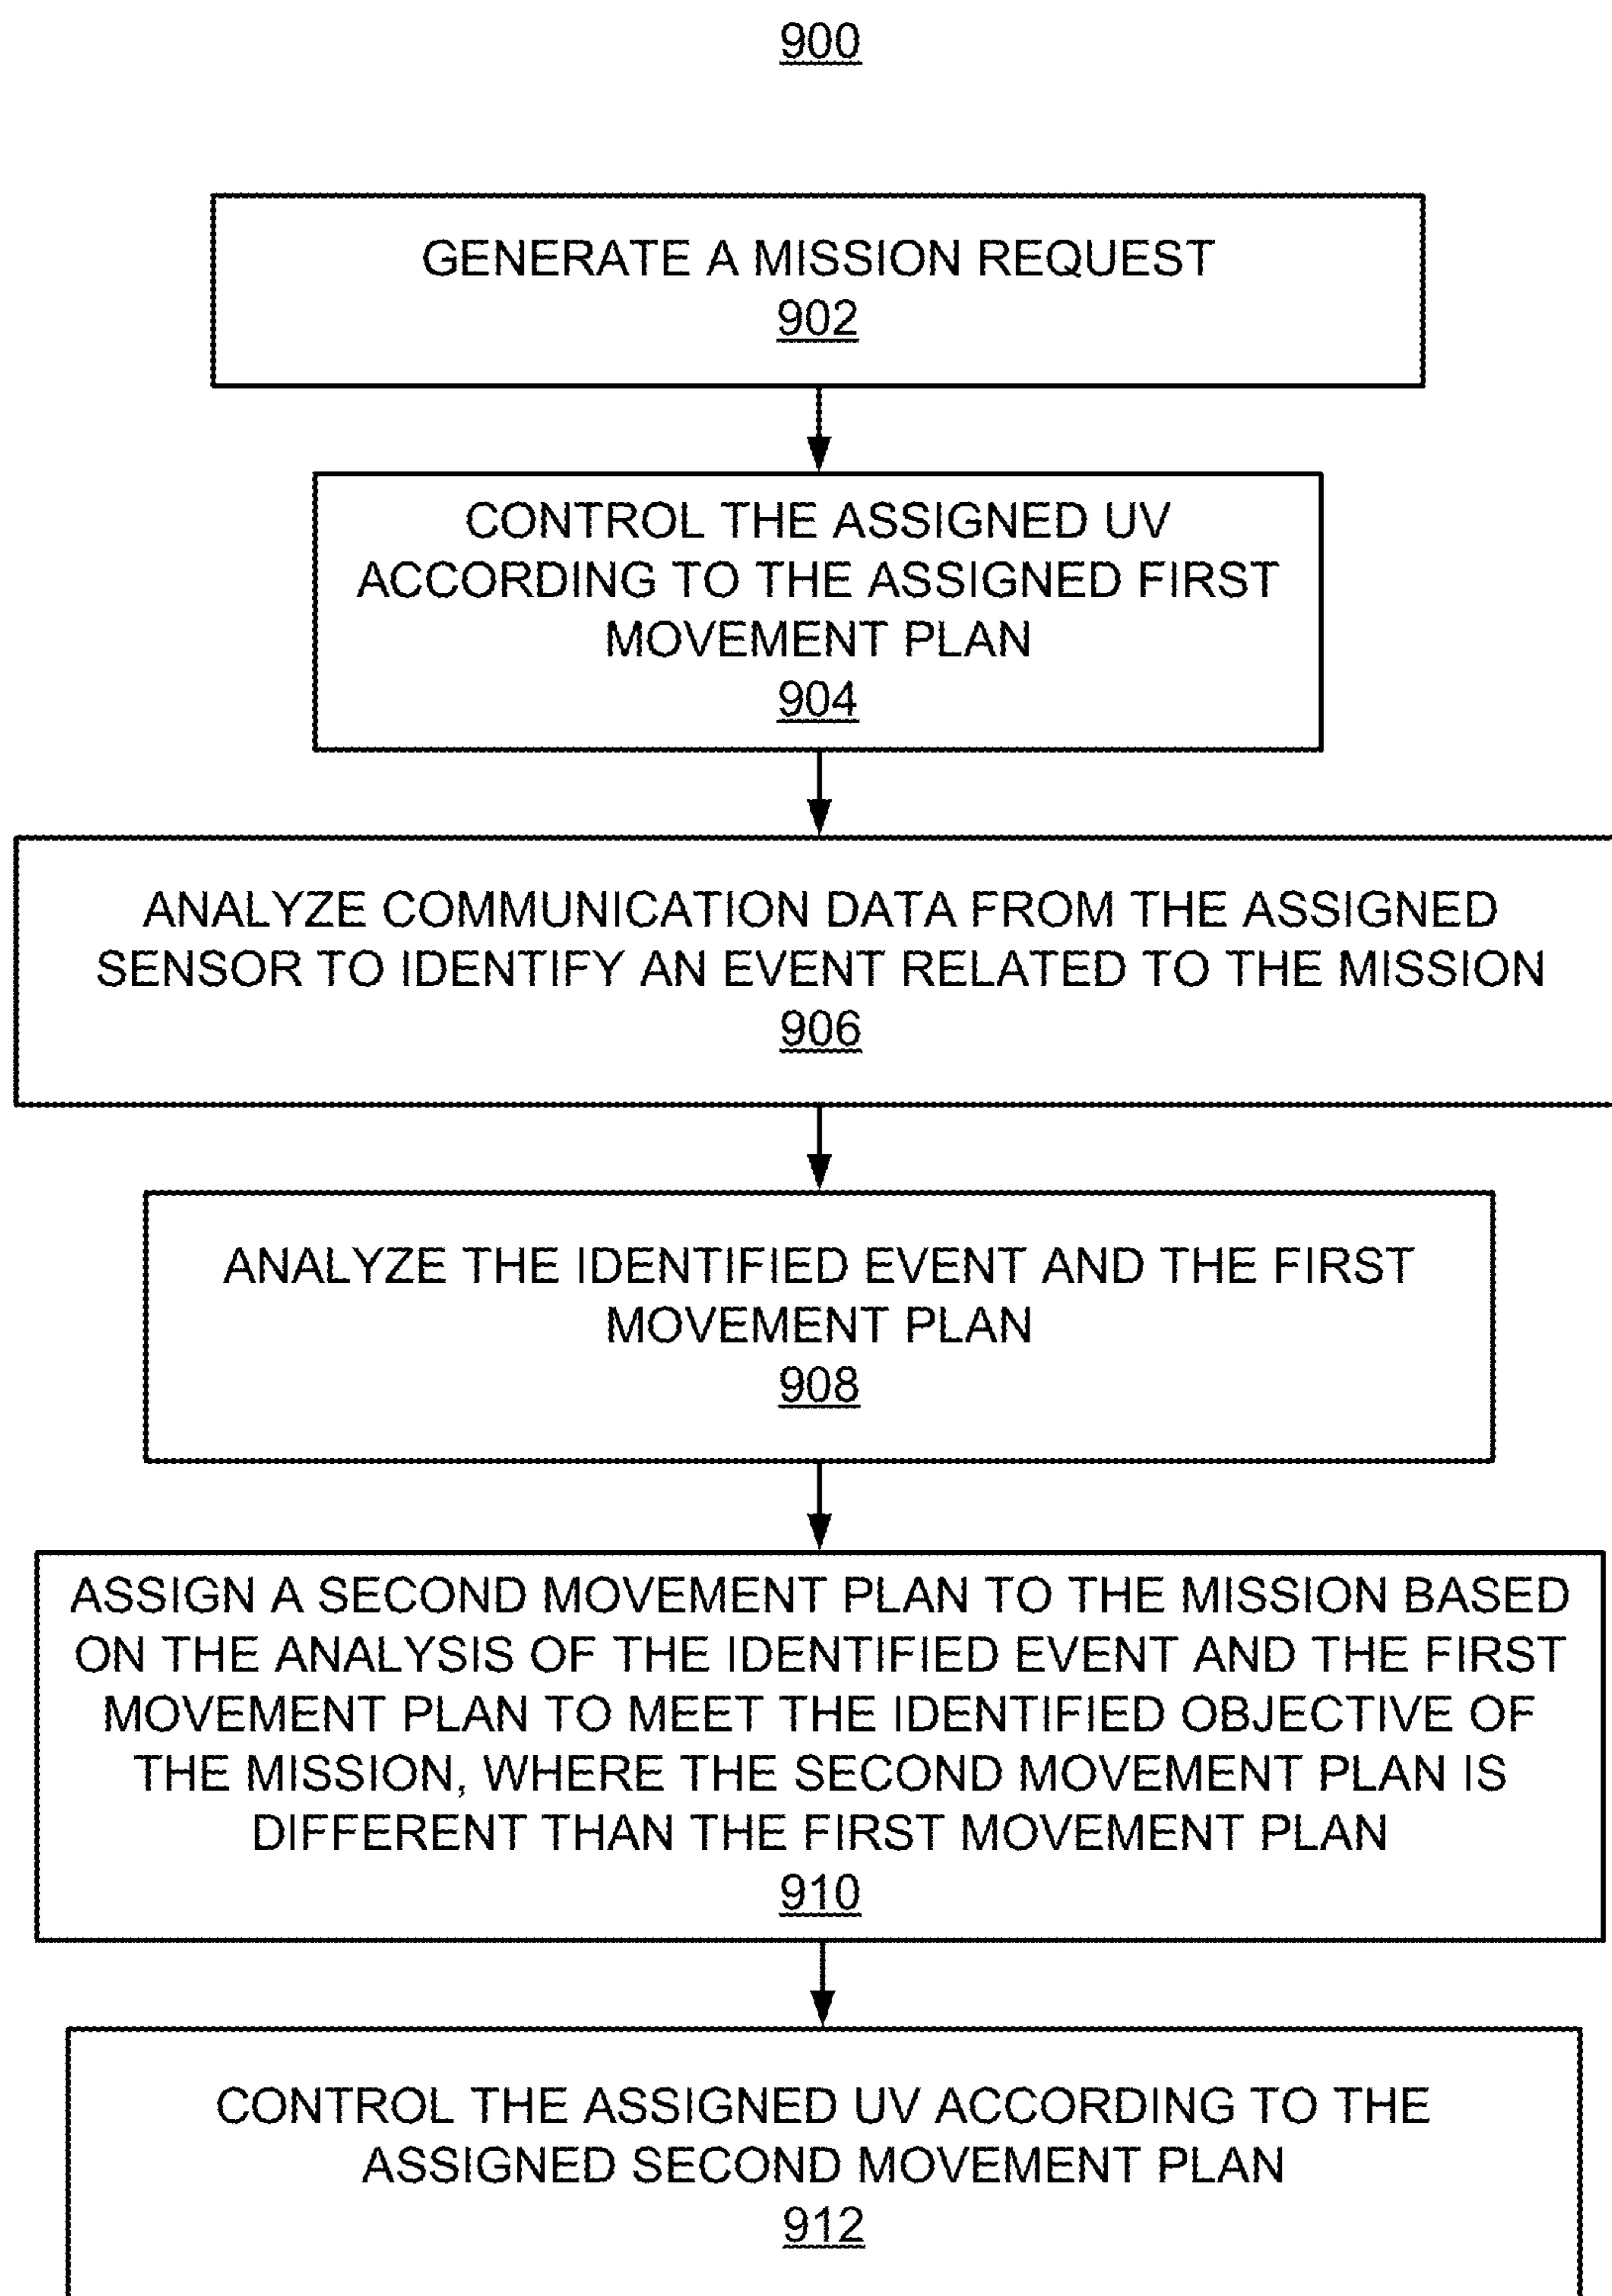 900
GENERATE A MISSION REQUEST
902
CONTROL THE ASSIGNED UV
ACCORDING TO THE ASSIGNED FIRST
MOVEMENT PLAN
904
ANALYZE COMMUNICATION DATA FROM THE ASSIGNED
SENSOR TO IDENTIFY AN EVENT RELATED TO THE MISSION
906
ANALYZE THE IDENTIFIED EVENT AND THE FIRST
MOVEMENT PLAN
908
ASSIGN A SECOND MOVEMENT PLAN TO THE MISSION BASED
ON THE ANALYSIS OF THE IDENTIFIED EVENT AND THE FIRST
MOVEMENT PLAN TO MEET THE IDENTIFIED OBJECTIVE OF
THE MISSION, WHERE THE SECOND MOVEMENT PLAN IS
DIFFERENT THAN THE FIRST MOVEMENT PLAN
910
CONTROL THE ASSIGNED UV ACCORDING TO THE
ASSIGNED SECOND MOVEMENT PLAN
912